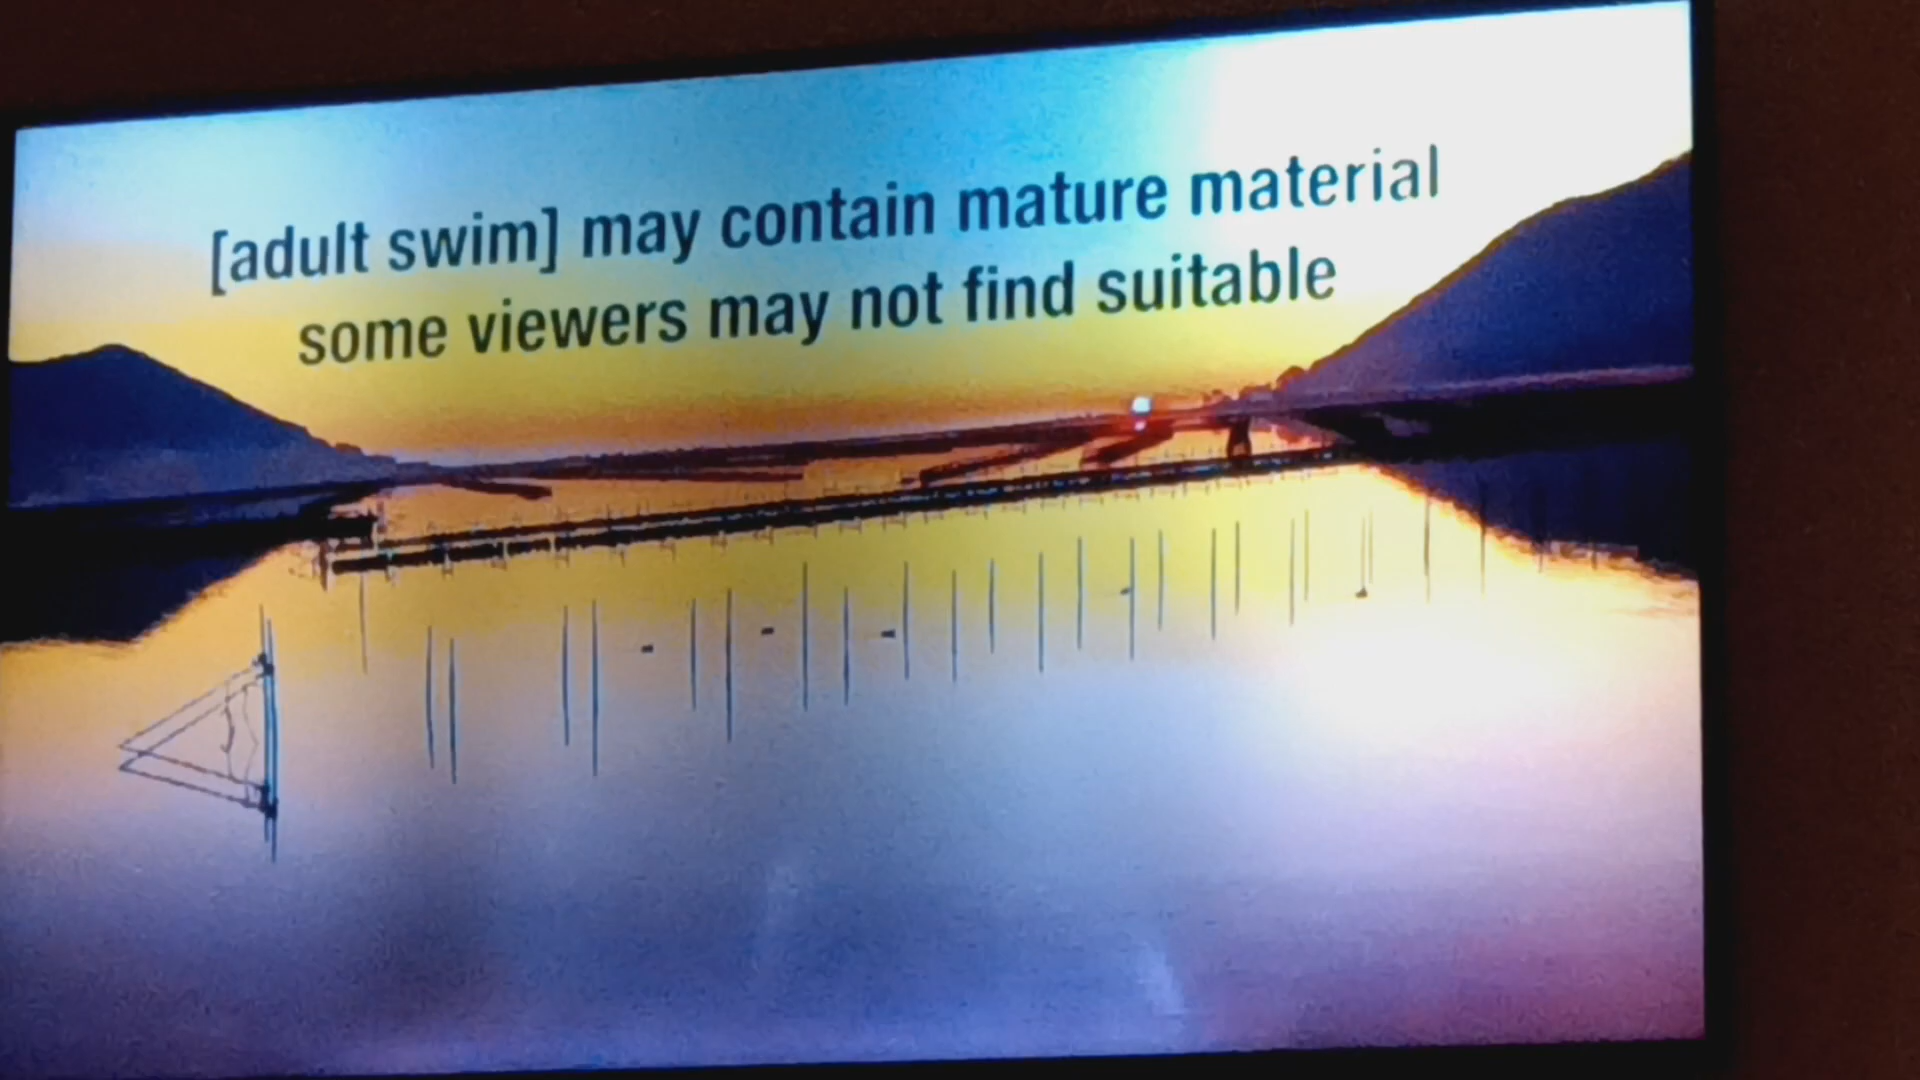 [adult swim] may contain mature material
some viewers may not find suitable